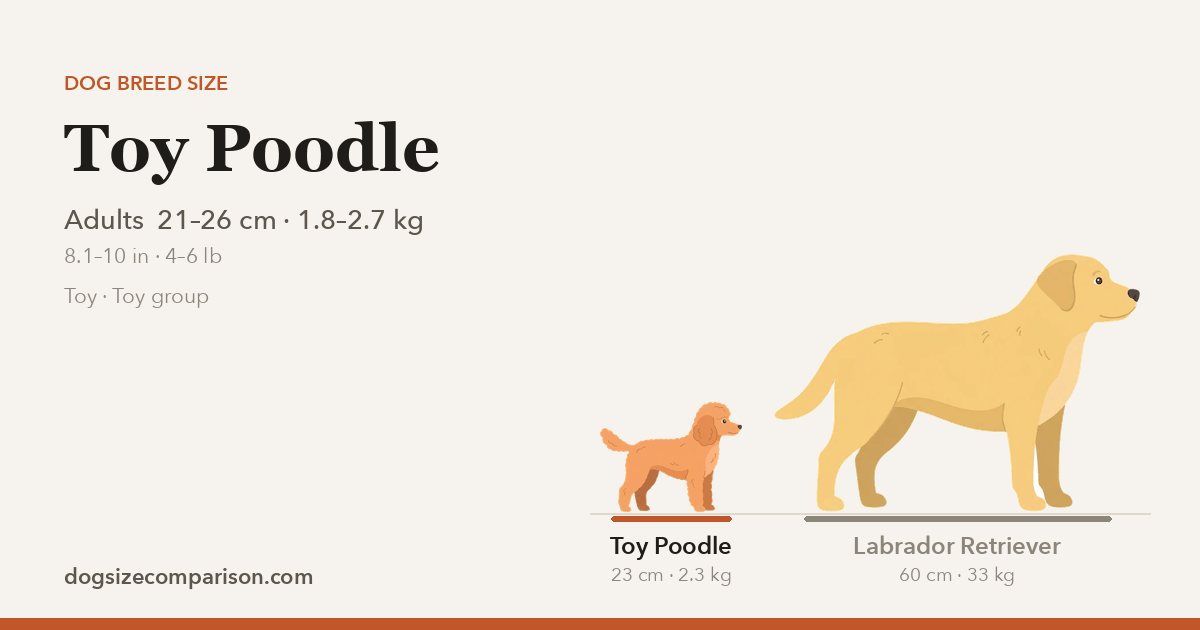 DOG BREED SIZE
Toy Poodle
Adults 21–26 cm · 1.8–2.7 kg
8.1–10 in · 4–6 lb
Toy · Toy group
Toy Poodle
23 cm · 2.3 kg
Labrador Retriever
60 cm · 33 kg
dogsizecomparison.com